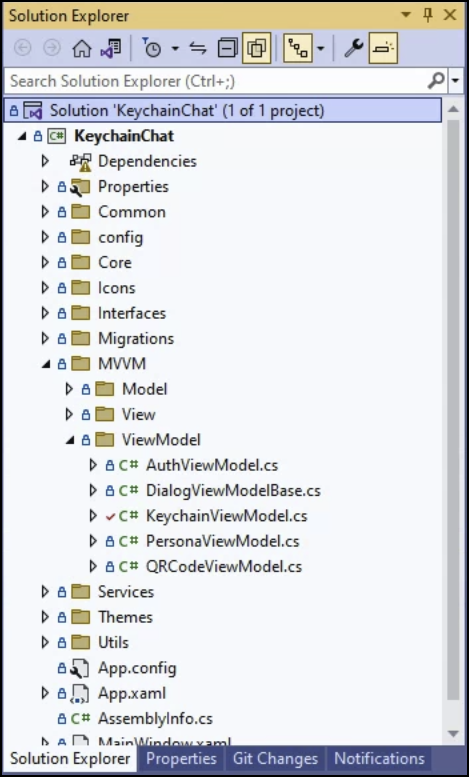 Solution Explorer
Search Solution Explorer (Ctrl+;)
Solution 'KeychainChat' (1 of 1 project)
C# KeychainChat
Dependencies
Properties
Common
config
Core
Icons
Interfaces
Migrations
MVVM
Model
View
ViewModel
C# AuthViewModel.cs
C# DialogViewModelBase.cs
C# KeychainViewModel.cs
C# PersonaViewModel.cs
C# QRCodeViewModel.cs
Services
Themes
Utils
App.config
App.xaml
C# AssemblyInfo.cs
MainWindow.xaml
Solution Explorer Properties Git Changes Notifications